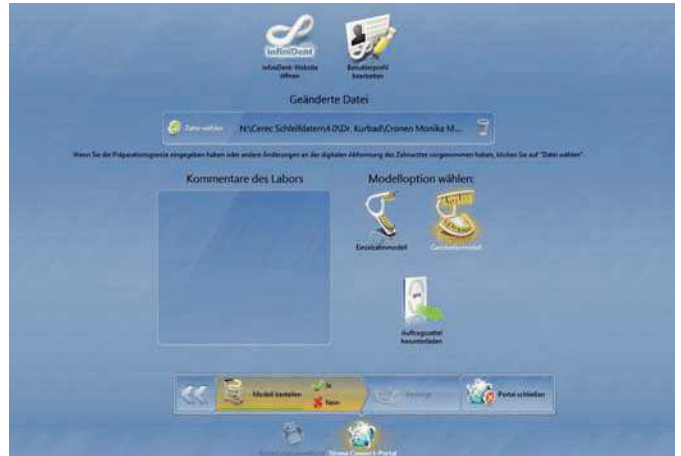 infiniDent
infiniDent-Website
öffnen
Benutzerprofil
bearbeiten
Geänderte Datei
Datei wählen
N:\Cerec Schleifdaten\4.0\Dr. Kurbad\Cronen Monika M...
Wenn Sie die Präparationsgrenze eingegeben haben oder andere Änderungen an der digitalen Abformung des Zahnarztes vorgenommen haben, klicken Sie auf "Datei wählen".
Kommentare des Labors
Modelloption wählen:
Einzelzahnmodell
Ganzkiefermodell
Auftragszettel
herunterladen
Modell bestellen
Ja
Nein
Portal schließen
Sirona Connect-Portal